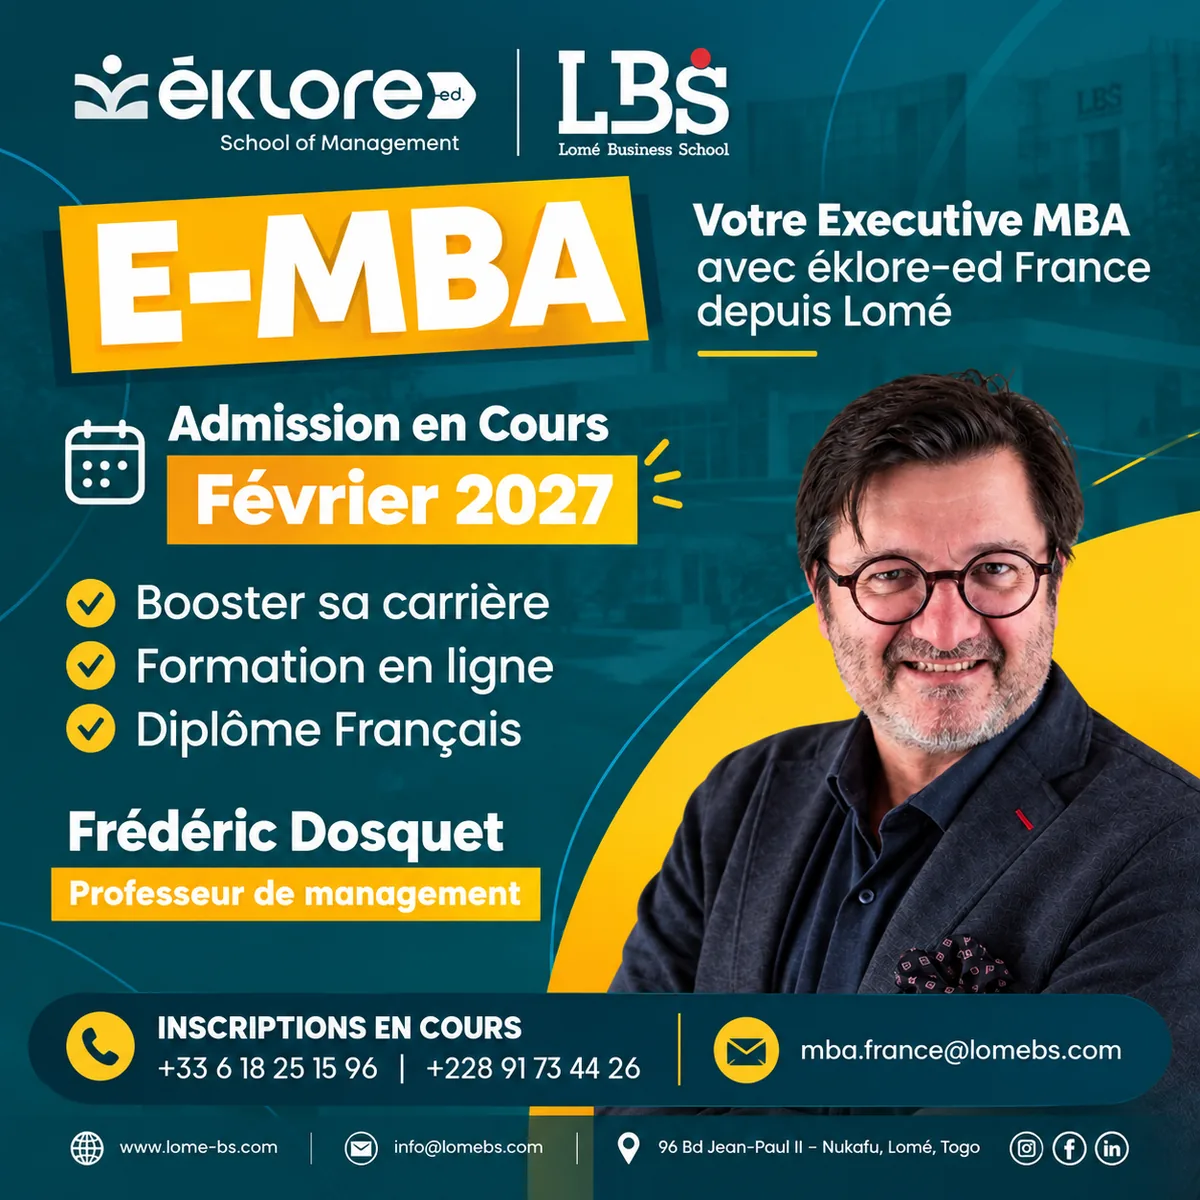 éklore-ed.
School of Management
LBS
Lomé Business School
LBS
E-MBA
Votre Executive MBA
avec éklore-ed France
depuis Lomé
Admission en Cours
Février 2027
Booster sa carrière
Formation en ligne
Diplôme Français
Frédéric Dosquet
Professeur de management
INSCRIPTIONS EN COURS
+33 6 18 25 15 96 | +228 91 73 44 26
mba.france@lomebs.com
www.lome-bs.com
info@lomebs.com
96 Bd Jean-Paul II – Nukafu, Lomé, Togo